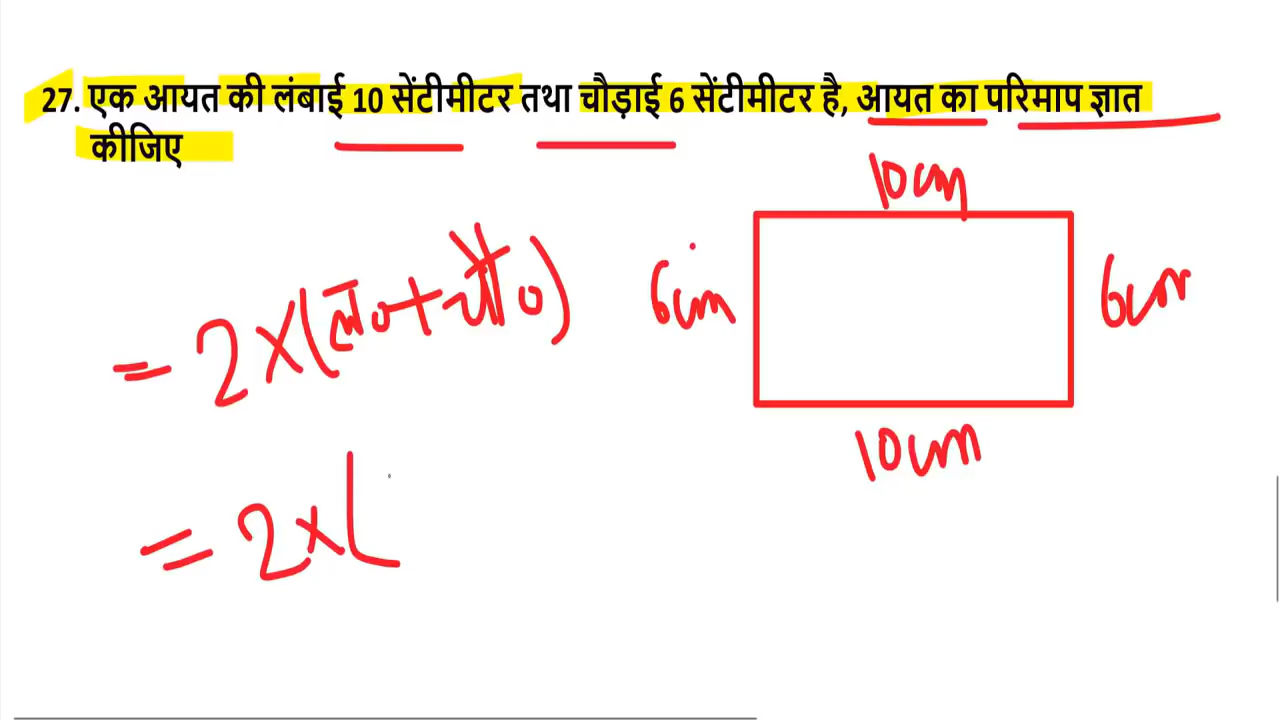 27. एक आयत की लंबाई 10 सेंटीमीटर तथा चौड़ाई 6 सेंटीमीटर है, आयत का परिमाप ज्ञात
कीजिए
10cm
= 2×(लं०+चौ०)
6cm
6cm
10cm
= 2×(